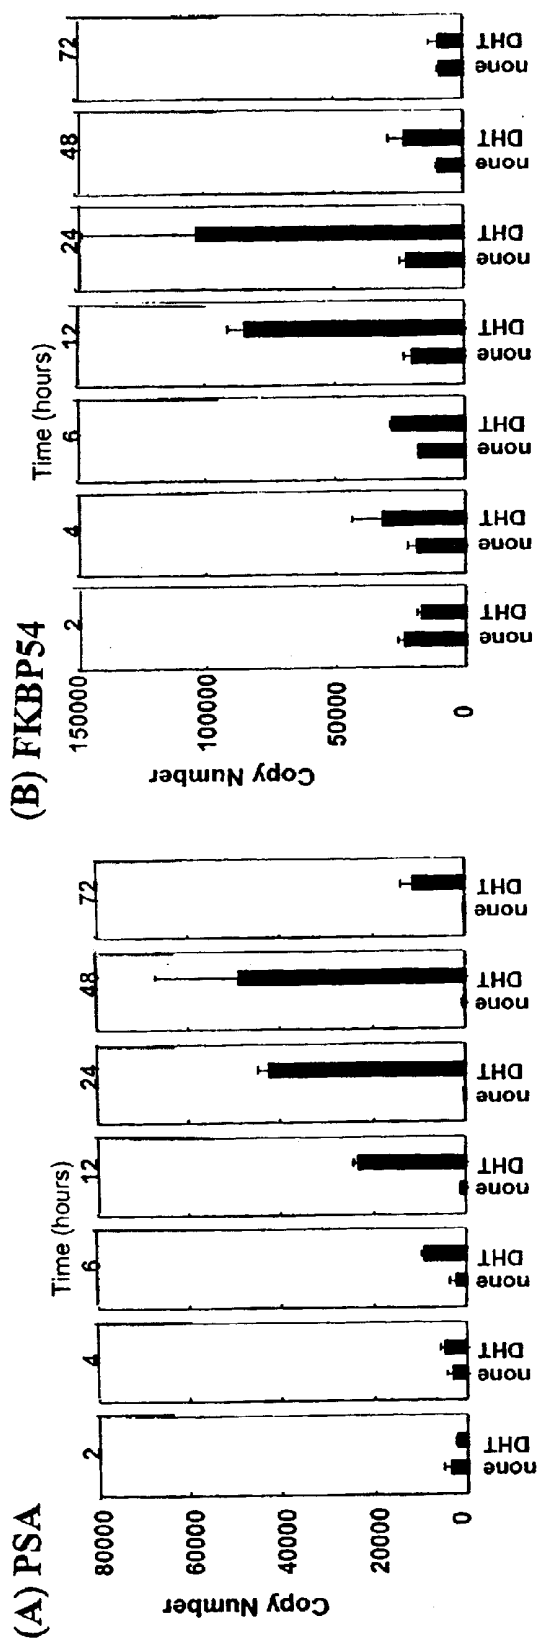 (A) PSA
Time (hours)
2 4 6 12 24 48 72
80000
60000
40000
20000
0
Copy Number
none DHT none DHT none DHT none DHT none DHT none DHT none DHT
(B) FKBP54
Time (hours)
2 4 6 12 24 48 72
150000
100000
50000
0
Copy Number
none DHT none DHT none DHT none DHT none DHT none DHT none DHT